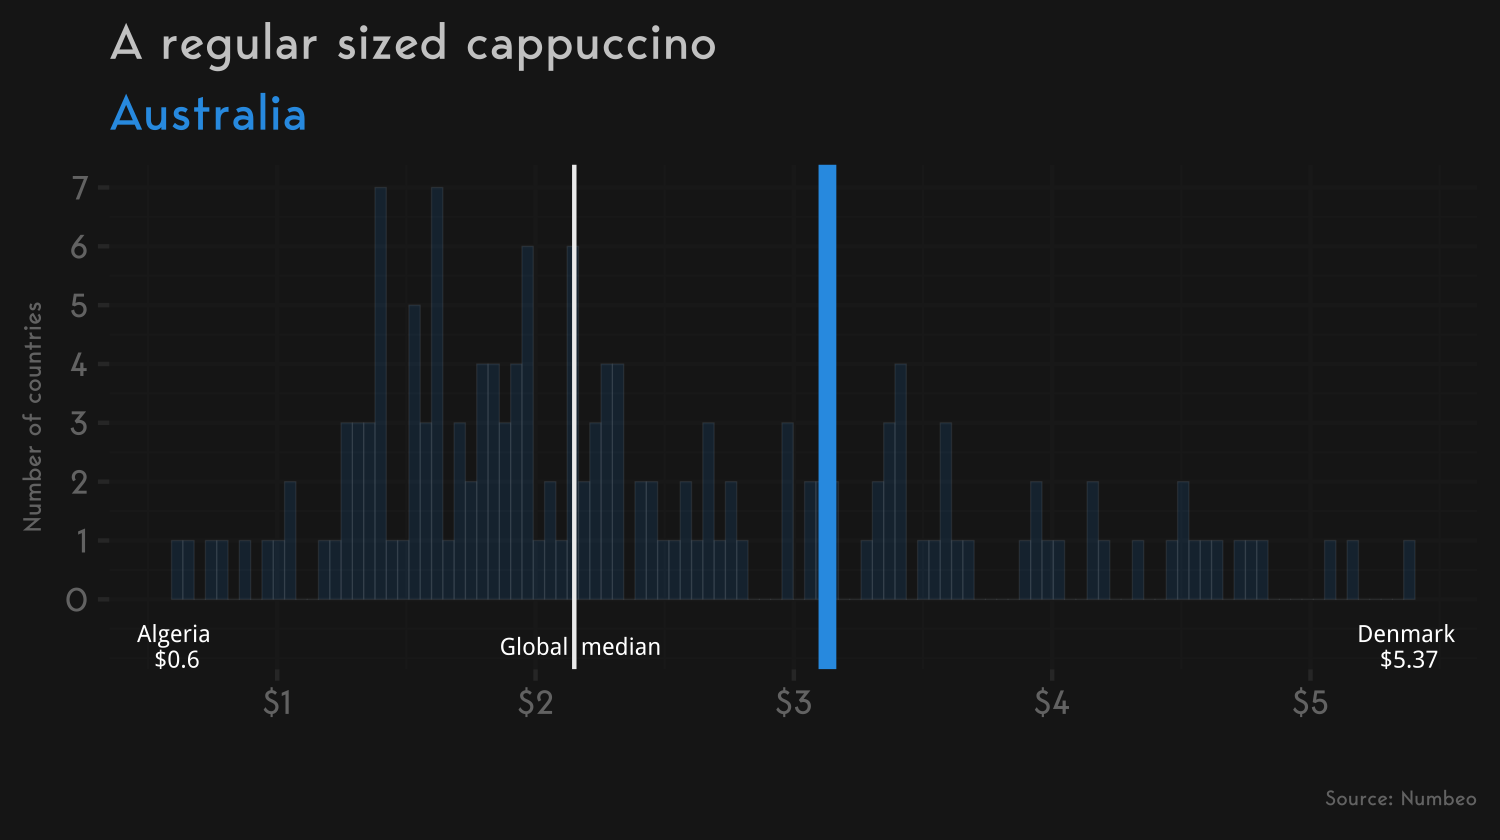 A regular sized cappuccino
Australia
Number of countries
7
6
5
4
3
2
1
0
Algeria
$0.6
Global median
Denmark
$5.37
$1 $2 $3 $4 $5
Source: Numbeo